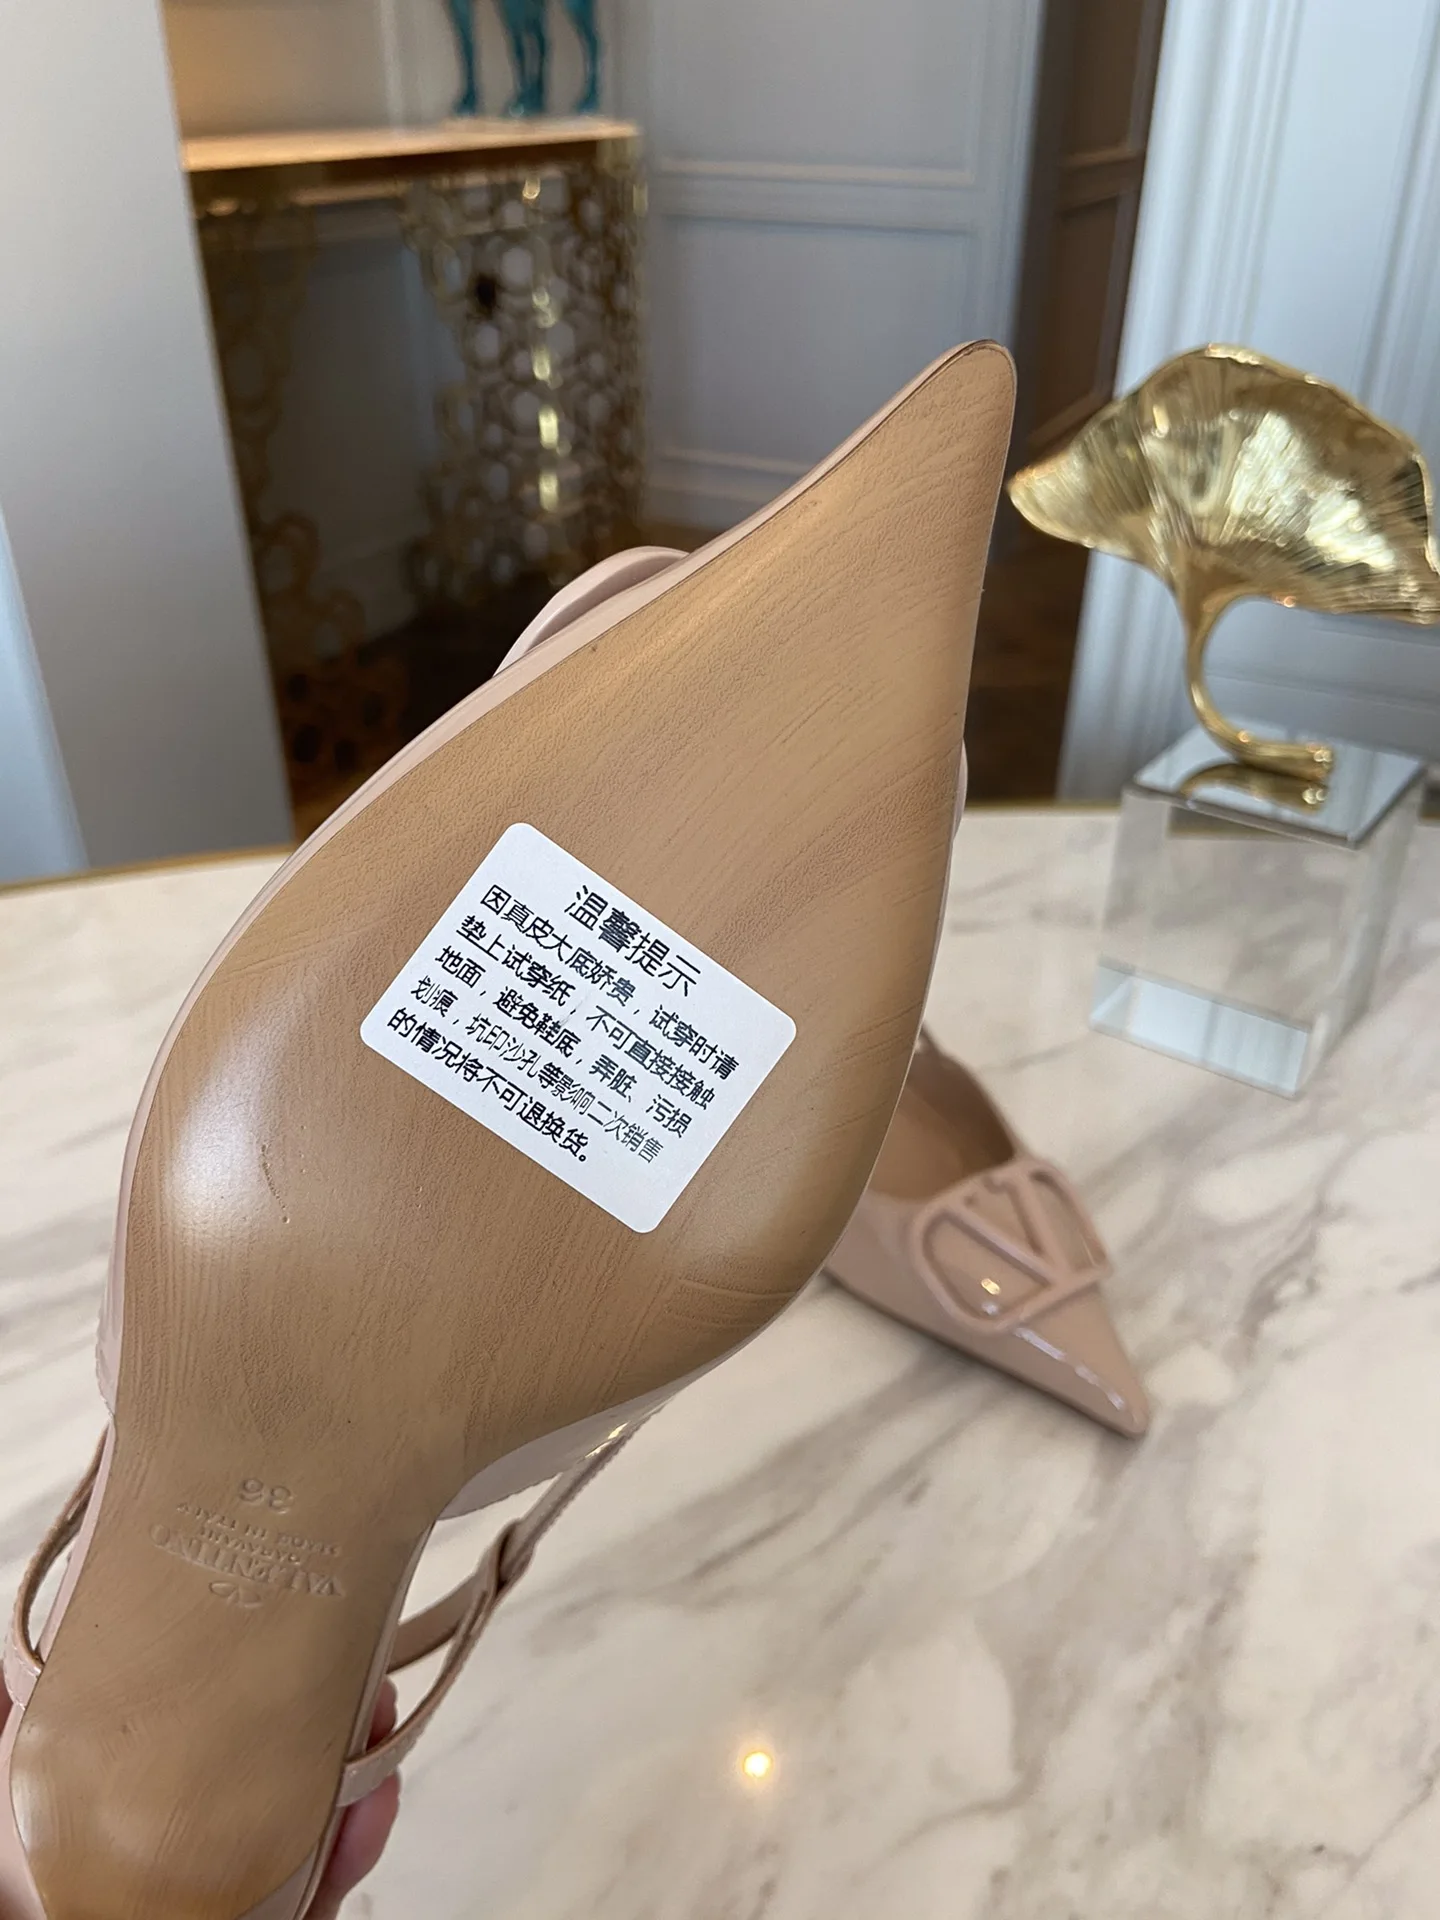 温馨提示
因真皮大底娇贵，试穿时请
垫上试穿纸，不可直接接触
地面，避免鞋底，弄脏、污损
划痕，坑印沙孔等影响二次销售
的情况将不可退换货。
VALENTINO
GARAVANI
MADE IN ITALY
36